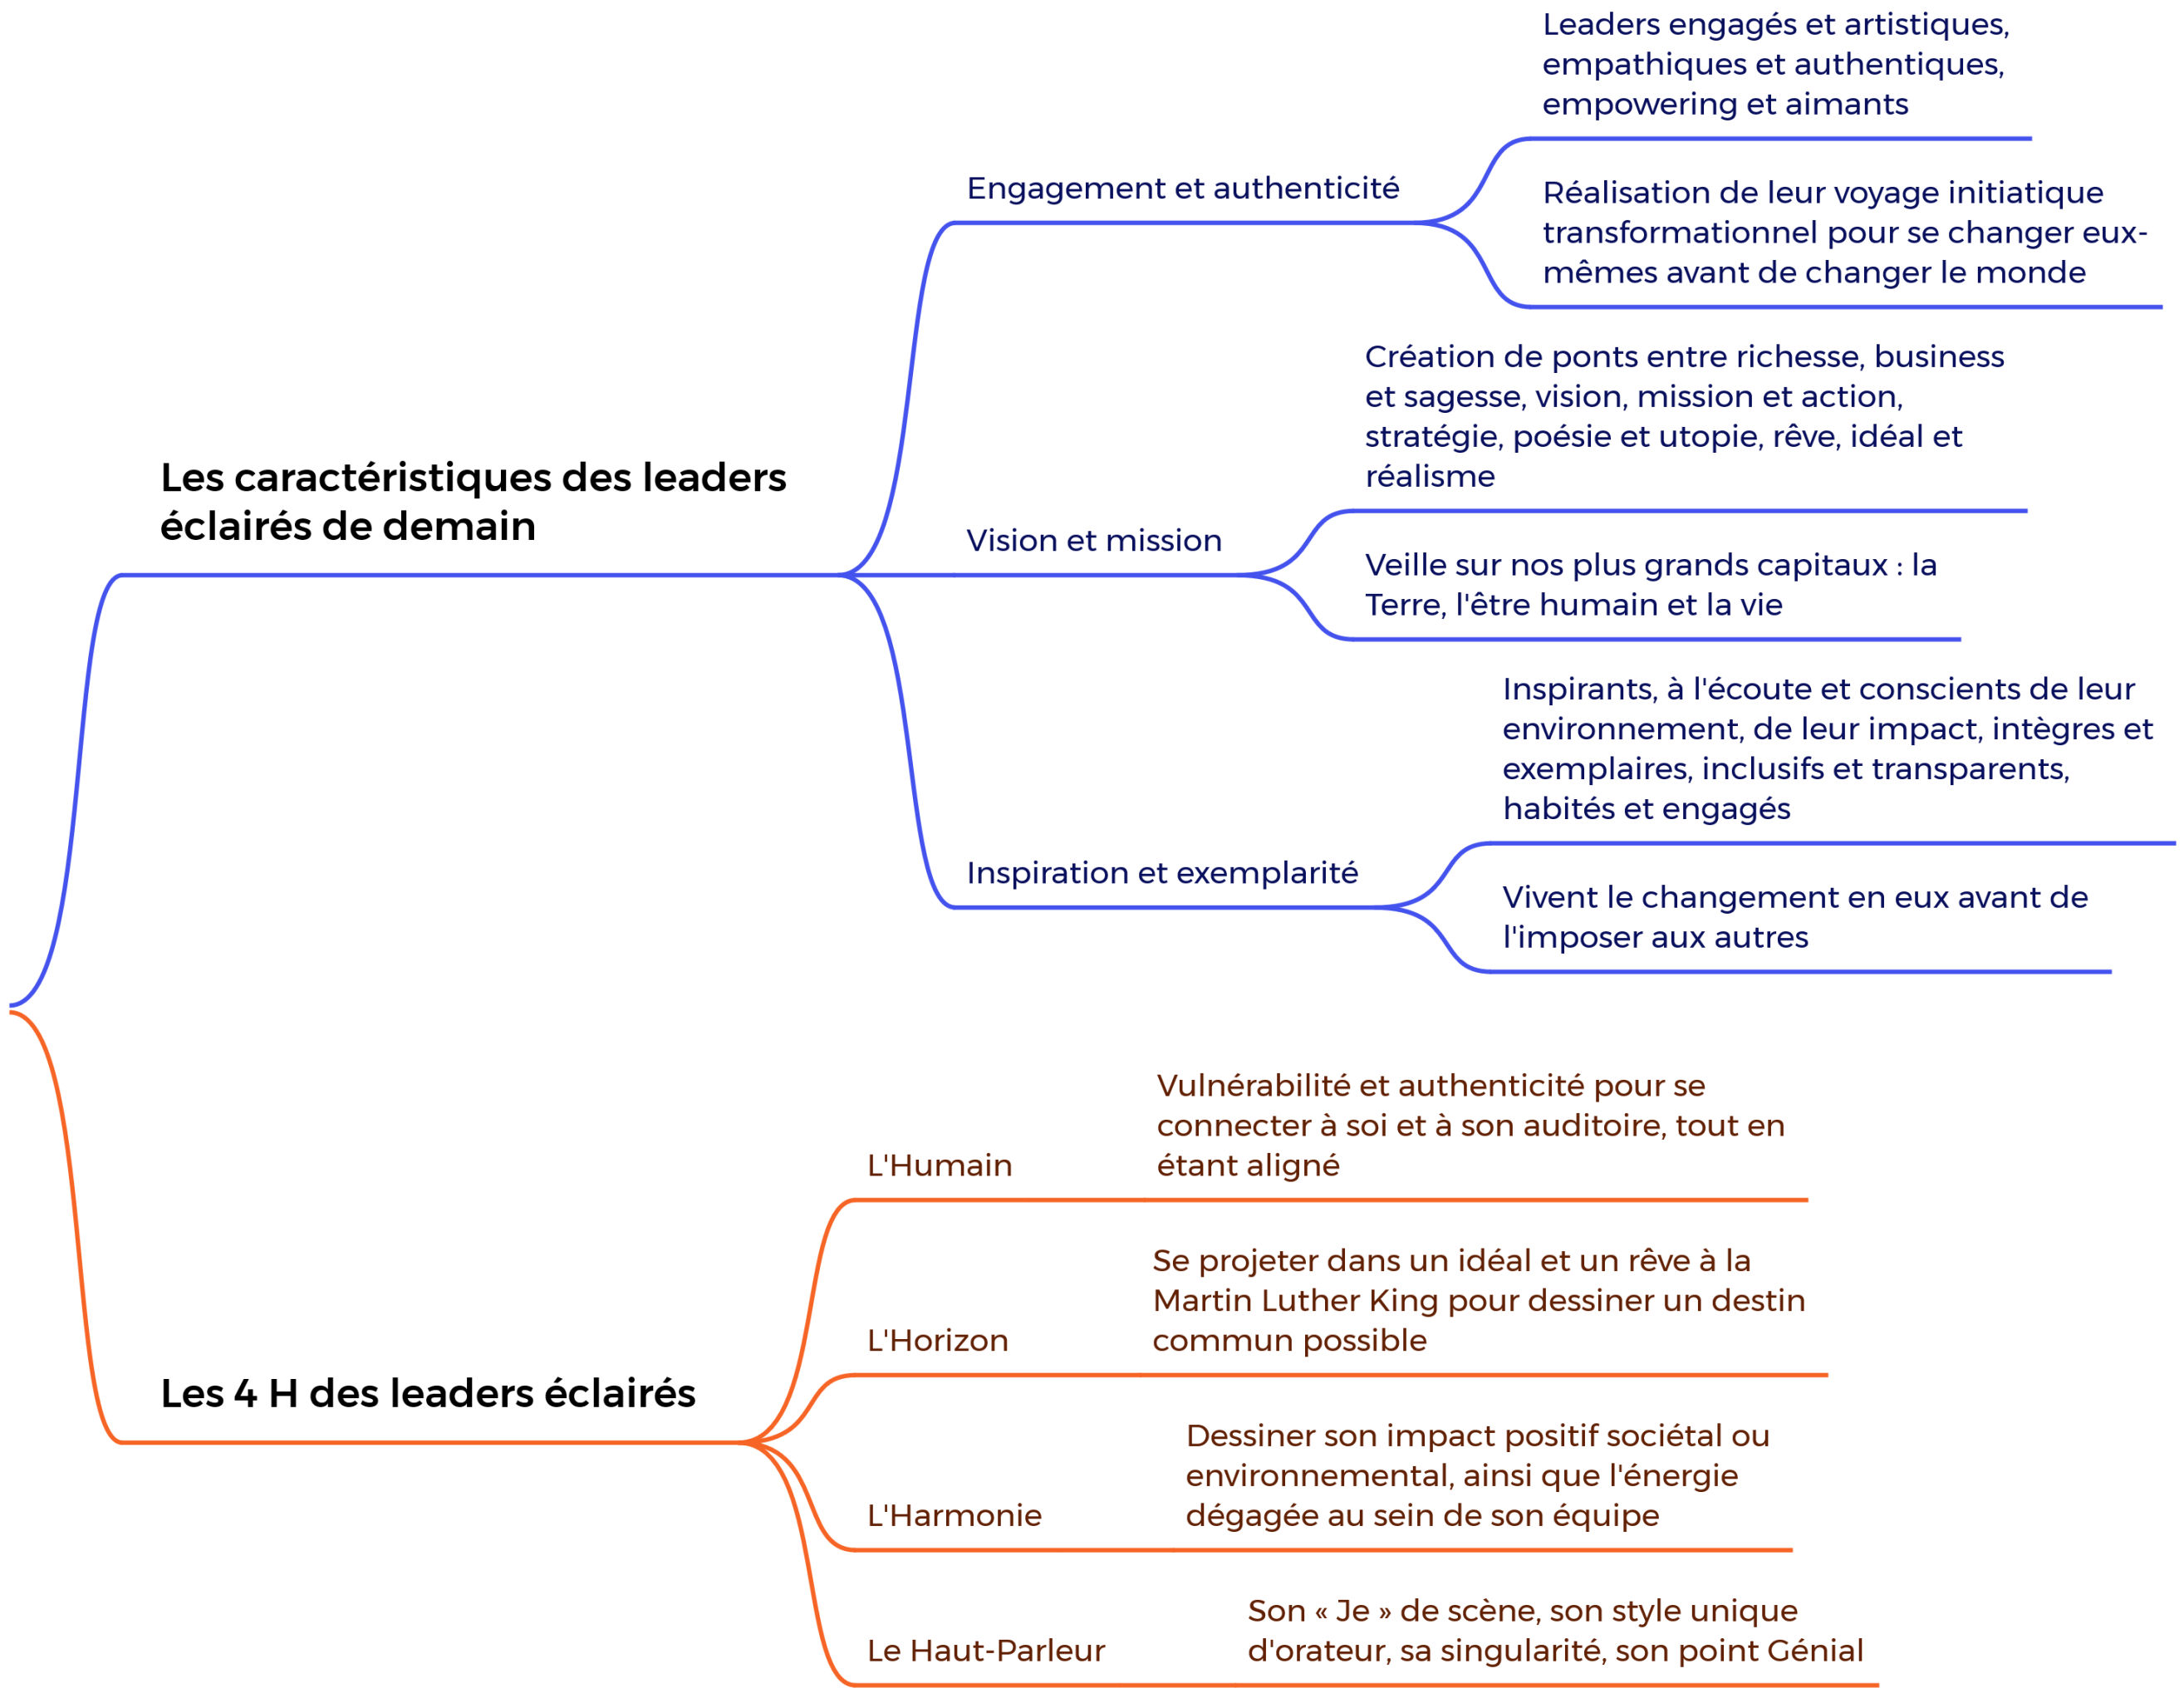 Les caractéristiques des leaders
éclairés de demain
Engagement et authenticité
Leaders engagés et artistiques,
empathiques et authentiques,
empowering et aimants
Réalisation de leur voyage initiatique
transformationnel pour se changer eux-
mêmes avant de changer le monde
Vision et mission
Création de ponts entre richesse, business
et sagesse, vision, mission et action,
stratégie, poésie et utopie, rêve, idéal et
réalisme
Veille sur nos plus grands capitaux : la
Terre, l'être humain et la vie
Inspiration et exemplarité
Inspirants, à l'écoute et conscients de leur
environnement, de leur impact, intègres et
exemplaires, inclusifs et transparents,
habités et engagés
Vivent le changement en eux avant de
l'imposer aux autres
Les 4 H des leaders éclairés
L'Humain
Vulnérabilité et authenticité pour se
connecter à soi et à son auditoire, tout en
étant aligné
L'Horizon
Se projeter dans un idéal et un rêve à la
Martin Luther King pour dessiner un destin
commun possible
L'Harmonie
Dessiner son impact positif sociétal ou
environnemental, ainsi que l'énergie
dégagée au sein de son équipe
Le Haut-Parleur
Son « Je » de scène, son style unique
d'orateur, sa singularité, son point Génial